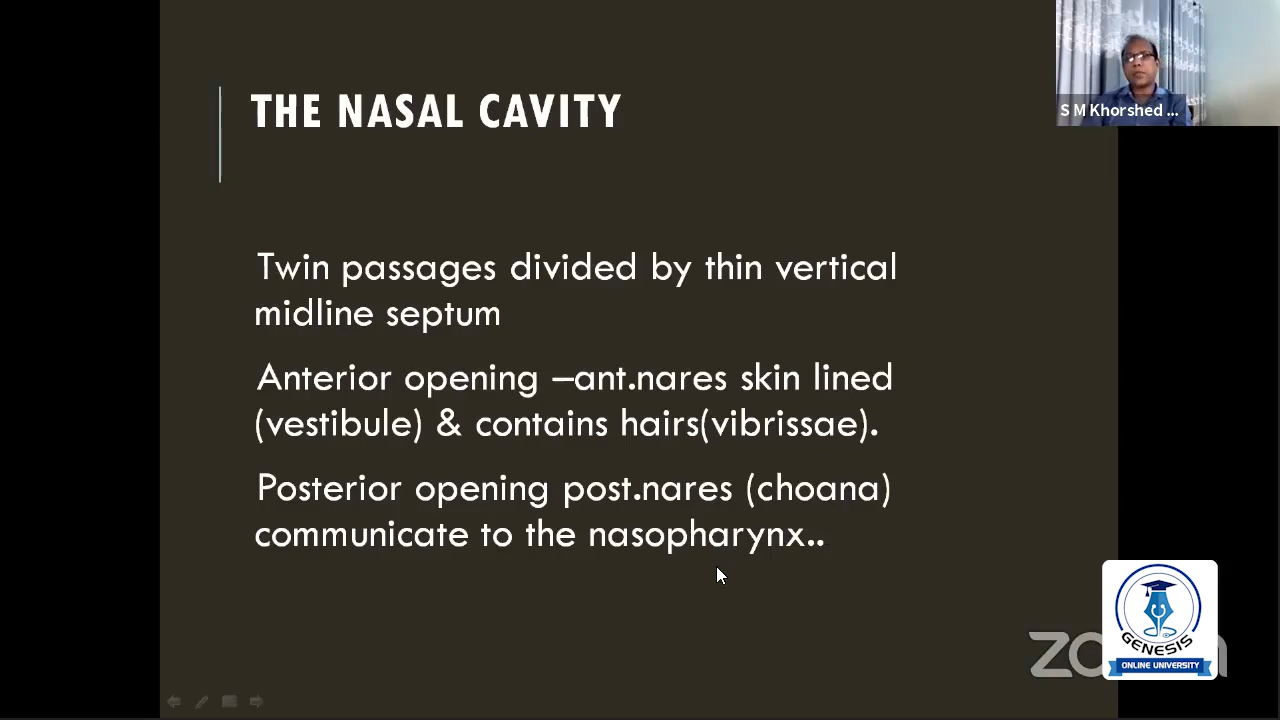 THE NASAL CAVITY
S M Khorshed ...
Twin passages divided by thin vertical
midline septum
Anterior opening –ant.nares skin lined
(vestibule) & contains hairs(vibrissae).
Posterior opening post.nares (choana)
communicate to the nasopharynx..
GENESIS
ONLINE UNIVERSITY